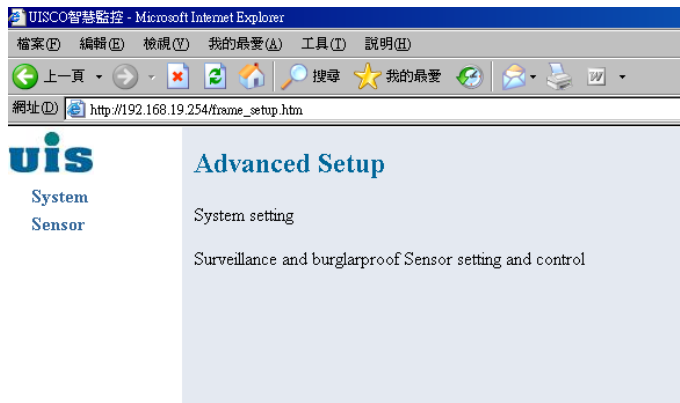 UISCO智慧監控 - Microsoft Internet Explorer
檔案(F) 編輯(E) 檢視(V) 我的最愛(A) 工具(T) 說明(H)
上一頁 搜尋 我的最愛
網址(D) http://192.168.19.254/frame_setup.htm
uis
System
Sensor
Advanced Setup
System setting
Surveillance and burglarproof Sensor setting and control